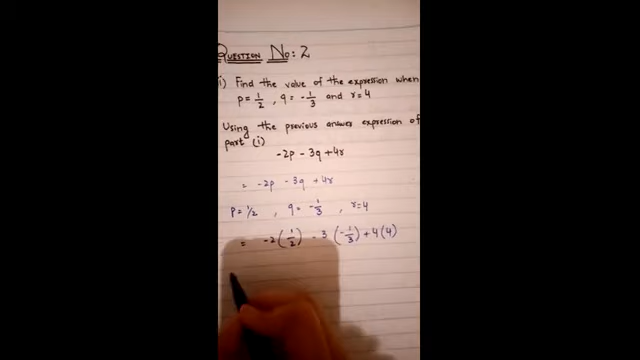 QUESTION No: 2
i) Find the value of the expression when
p = 1/2 , q = -1/3 and r = 4
Using the previous answer expression of
part (i)
-2p - 3q + 4r
= -2p - 3q + 4r
p = 1/2 , q = -1/3 , r = 4
= -2(1/2) - 3(-1/3) + 4(4)